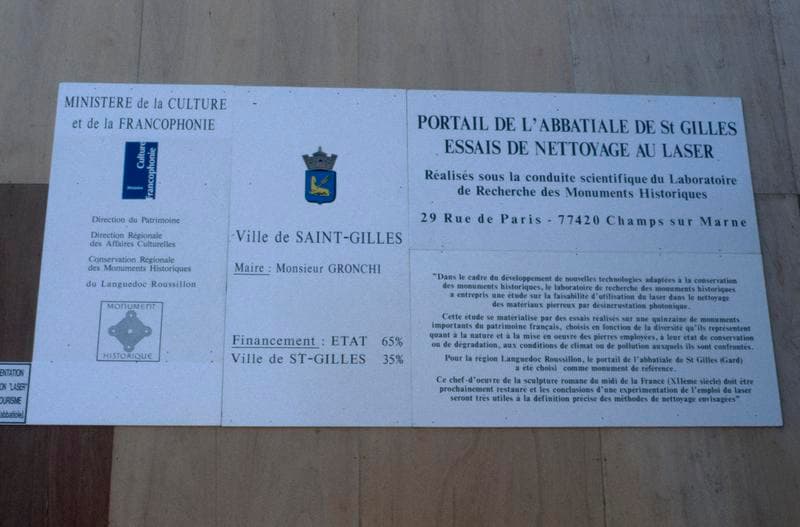 MINISTERE de la CULTURE
et de la FRANCOPHONIE
Ministère
Culture
Francophonie
Direction du Patrimoine
Direction Régionale
des Affaires Culturelles
Conservation Régionale
des Monuments Historiques
du Languedoc Roussillon
MONUMENT
HISTORIQUE
Ville de SAINT-GILLES
Maire : Monsieur GRONCHI
Financement : ETAT 65%
Ville de ST-GILLES 35%
PORTAIL DE L'ABBATIALE DE St GILLES
ESSAIS DE NETTOYAGE AU LASER
Réalisés sous la conduite scientifique du Laboratoire
de Recherche des Monuments Historiques
29 Rue de Paris - 77420 Champs sur Marne
"Dans le cadre du développement de nouvelles technologies adaptées à la conservation
des monuments historiques, le laboratoire de recherche des monuments historiques
a entrepris une étude sur la faisabilité d'utilisation du laser dans le nettoyage
des matériaux pierreux par désincrustation photonique.
Cette étude se matérialise par des essais réalisés sur une quinzaine de monuments
importants du patrimoine français, choisis en fonction de la diversité qu'ils représentent
quant à la nature et à la mise en oeuvre des pierres employées, à leur état de conservation
ou de dégradation, aux conditions de climat ou de pollution auxquels ils sont confrontés.
Pour la région Languedoc Roussillon, le portail de l'abbatiale de St Gilles (Gard)
a été choisi comme monument de référence.
Ce chef-d'oeuvre de la sculpture romane du midi de la France (XIIème siècle) doit être
prochainement restauré et les conclusions d'une expérimentation de l'emploi du laser
seront très utiles à la définition précise des méthodes de nettoyage envisagées"
ENTATION
ON "LASER"
OURISME
(abbatiale).